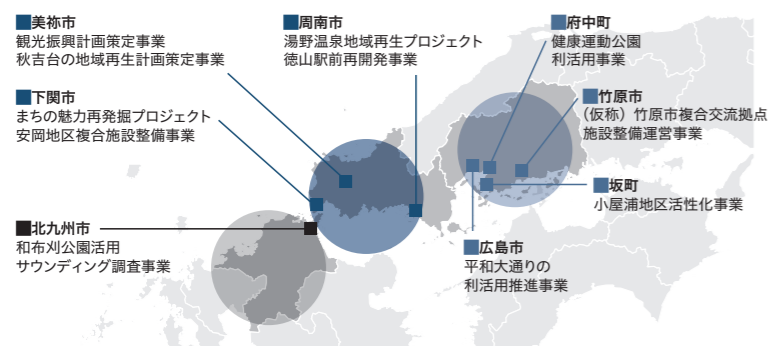 ■美祢市
観光振興計画策定事業
秋吉台の地域再生計画策定事業
■下関市
まちの魅力再発掘プロジェクト
安岡地区複合施設整備事業
■北九州市
和布刈公園活用
サウンディング調査事業
■周南市
湯野温泉地域再生プロジェクト
徳山駅前再開発事業
■府中町
健康運動公園
利活用事業
■竹原市
(仮称)竹原市複合交流拠点
施設整備運営事業
■坂町
小屋浦地区活性化事業
■広島市
平和大通りの
利活用推進事業